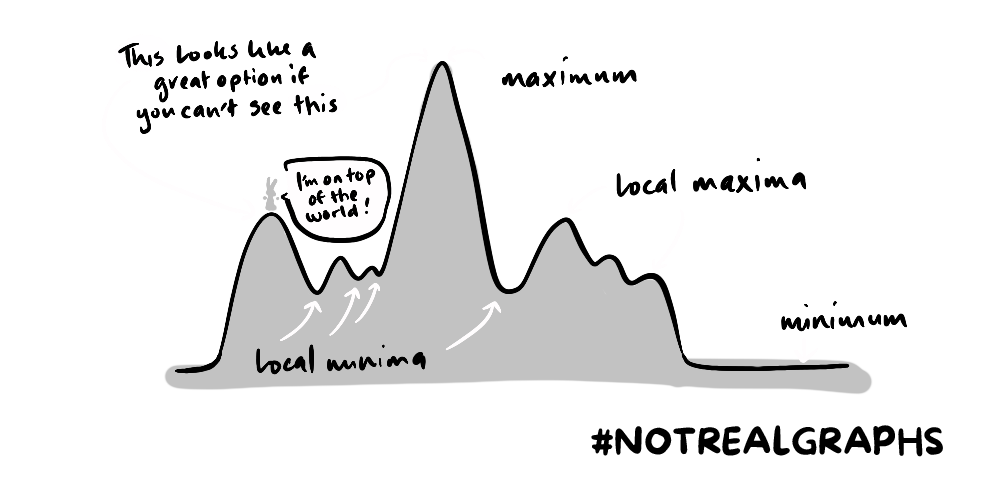 This looks like a
great option if
you can't see this
maximum
I'm on top
of the
world!
local maxima
minimum
local minima
#NOTREALGRAPHS